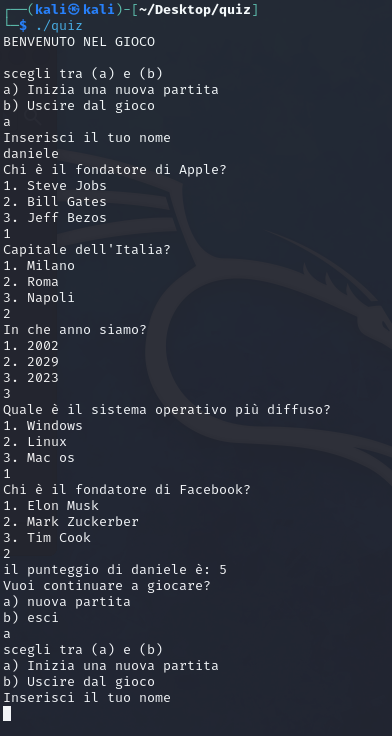 ┌──(kali㉿kali)-[~/Desktop/quiz]
└─$ ./quiz
BENVENUTO NEL GIOCO
scegli tra (a) e (b)
a) Inizia una nuova partita
b) Uscire dal gioco
a
Inserisci il tuo nome
daniele
Chi è il fondatore di Apple?
1. Steve Jobs
2. Bill Gates
3. Jeff Bezos
1
Capitale dell'Italia?
1. Milano
2. Roma
3. Napoli
2
In che anno siamo?
1. 2002
2. 2029
3. 2023
3
Quale è il sistema operativo più diffuso?
1. Windows
2. Linux
3. Mac os
1
Chi è il fondatore di Facebook?
1. Elon Musk
2. Mark Zuckerber
3. Tim Cook
2
il punteggio di daniele è: 5
Vuoi continuare a giocare?
a) nuova partita
b) esci
a
scegli tra (a) e (b)
a) Inizia una nuova partita
b) Uscire dal gioco
Inserisci il tuo nome